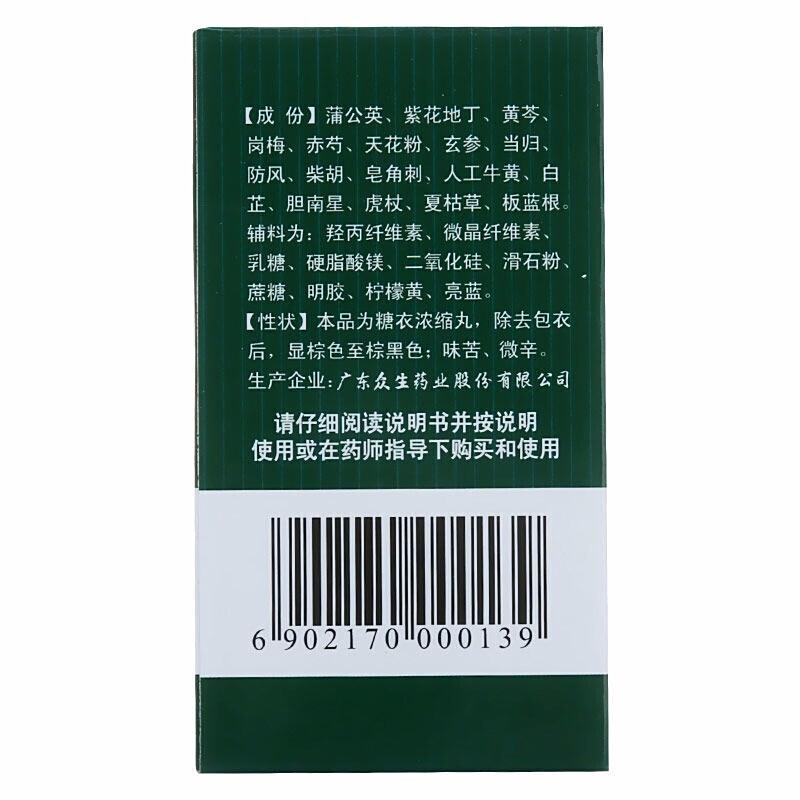 【成 份】蒲公英、紫花地丁、黄芩、
岗梅、赤芍、天花粉、玄参、当归、
防风、柴胡、皂角刺、人工牛黄、白
芷、胆南星、虎杖、夏枯草、板蓝根。
辅料为：羟丙纤维素、微晶纤维素、
乳糖、硬脂酸镁、二氧化硅、滑石粉、
蔗糖、明胶、柠檬黄、亮蓝。
【性状】本品为糖衣浓缩丸，除去包衣
后，显棕色至棕黑色；味苦、微辛。
生产企业：广东众生药业股份有限公司
请仔细阅读说明书并按说明
使用或在药师指导下购买和使用
6 902170 000139